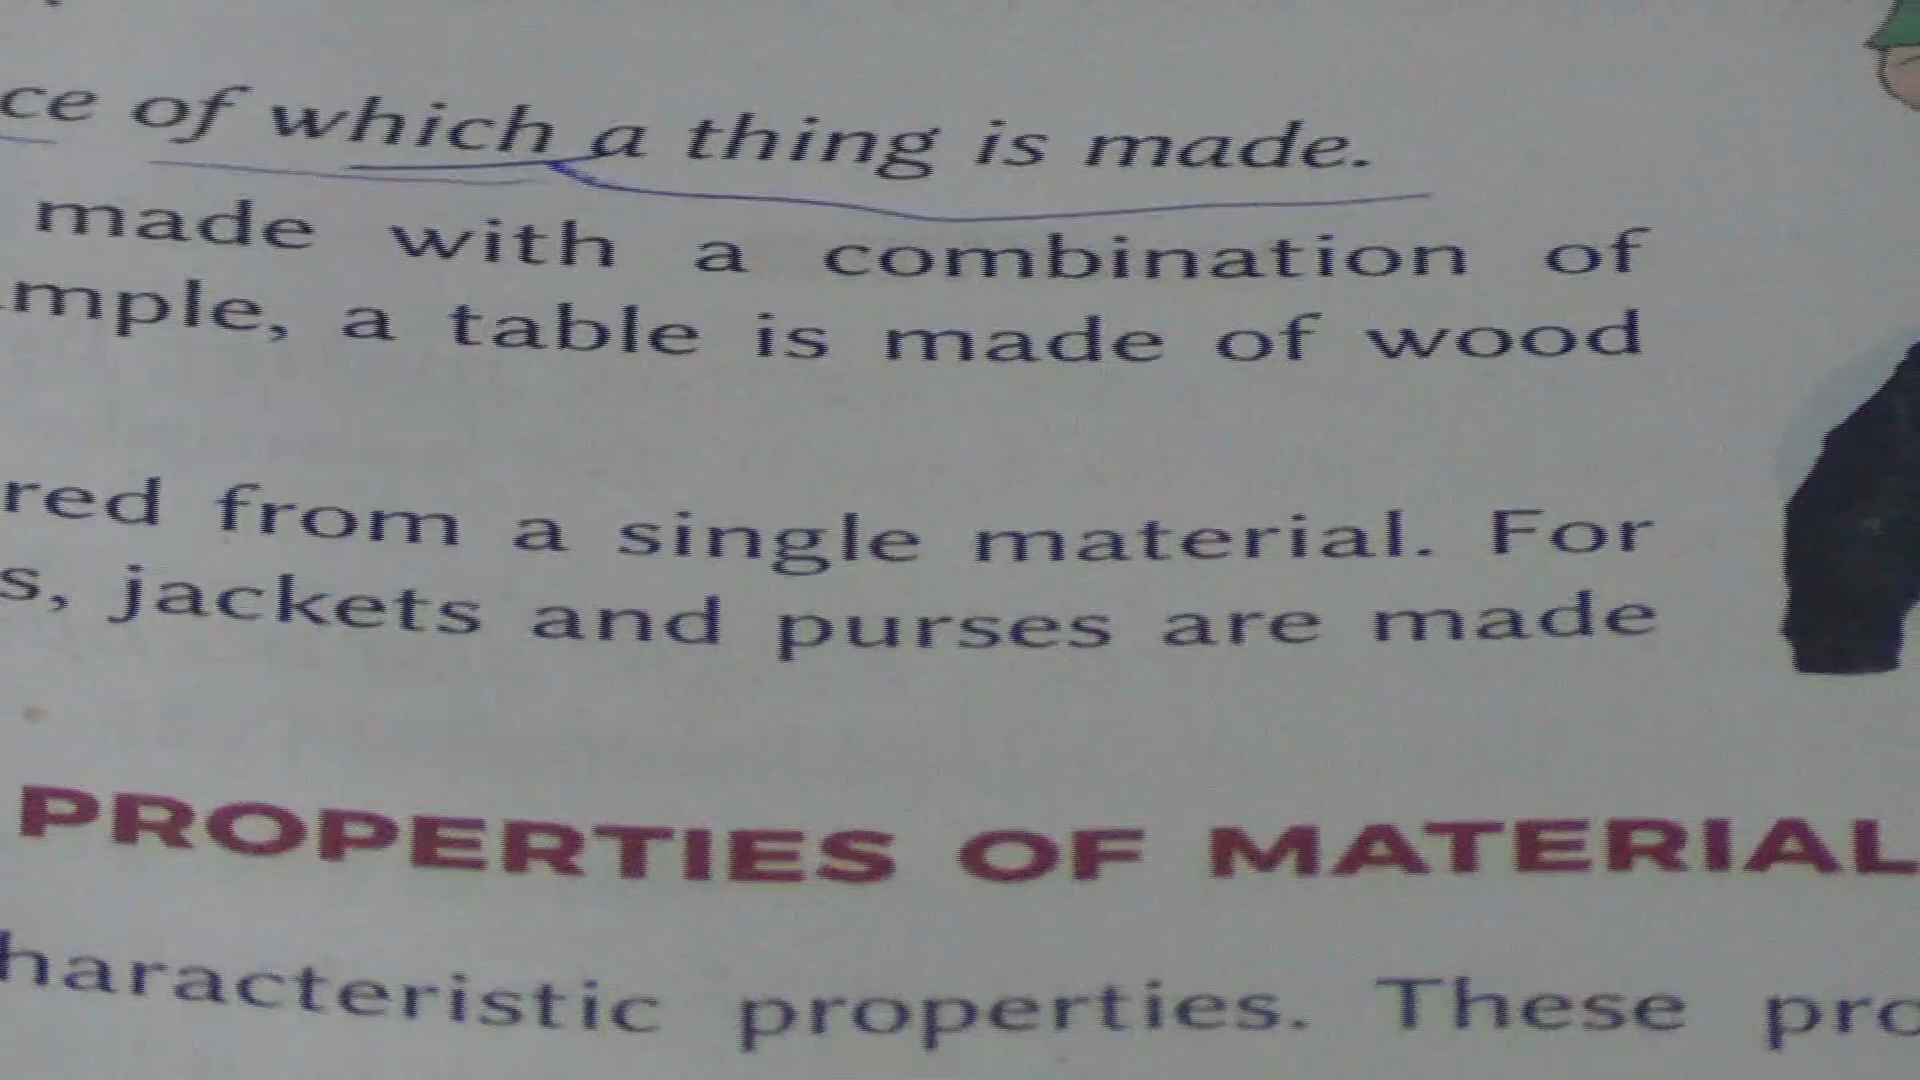 ce of which a thing is made.
made with a combination of
mple, a table is made of wood
red from a single material. For
s, jackets and purses are made
PROPERTIES OF MATERIAL
haracteristic properties. These pro